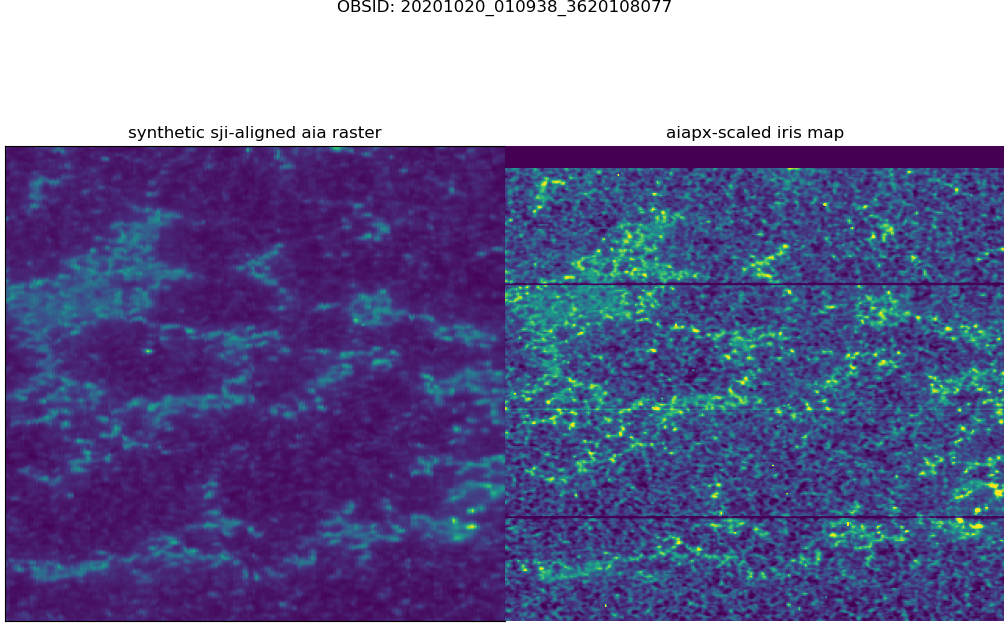 OBSID: 20201020_010938_3620108077
synthetic sji-aligned aia raster
aiapx-scaled iris map